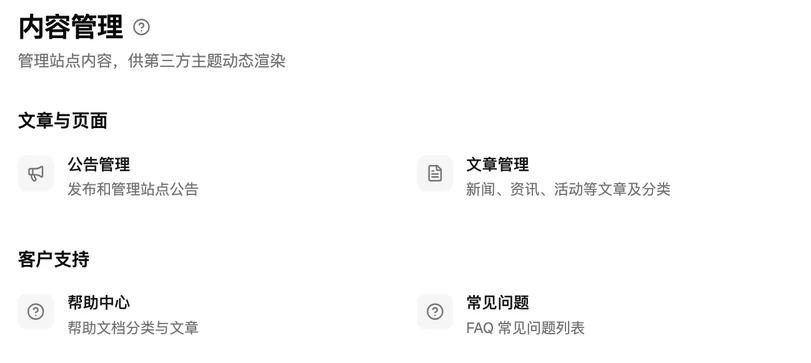 内容管理
管理站点内容，供第三方主题动态渲染
文章与页面
公告管理
发布和管理站点公告
文章管理
新闻、资讯、活动等文章及分类
客户支持
帮助中心
帮助文档分类与文章
常见问题
FAQ 常见问题列表